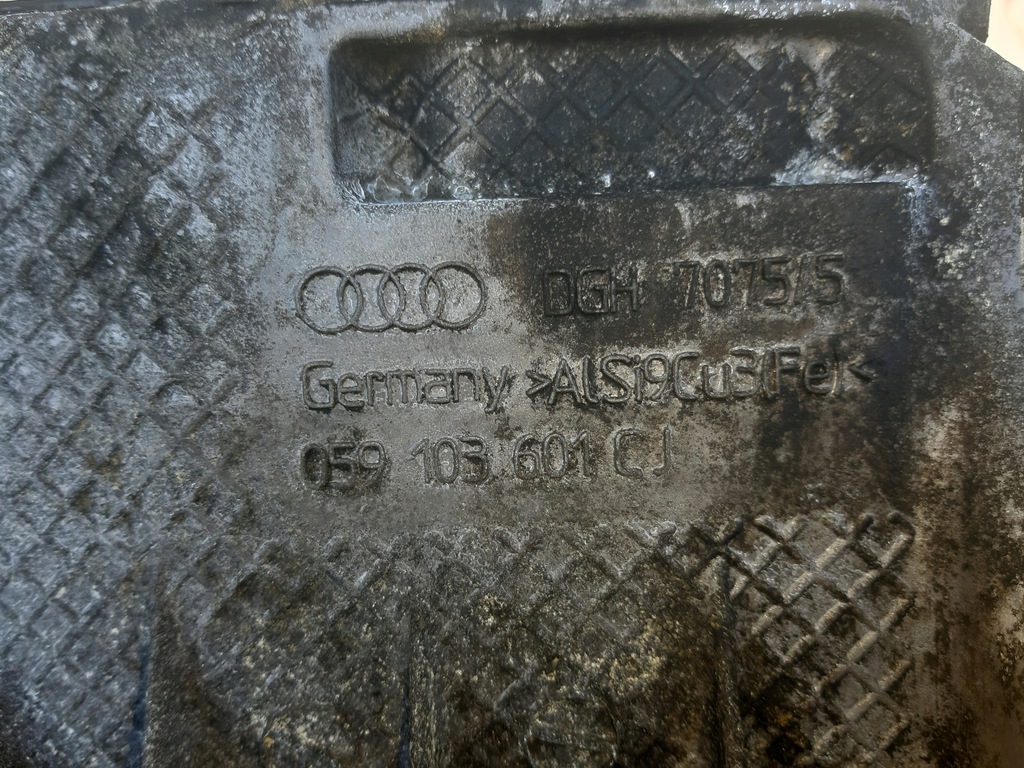 DGH 7075/5
Germany >AlSi9Cu3(Fe)<
059 103 601 CJ